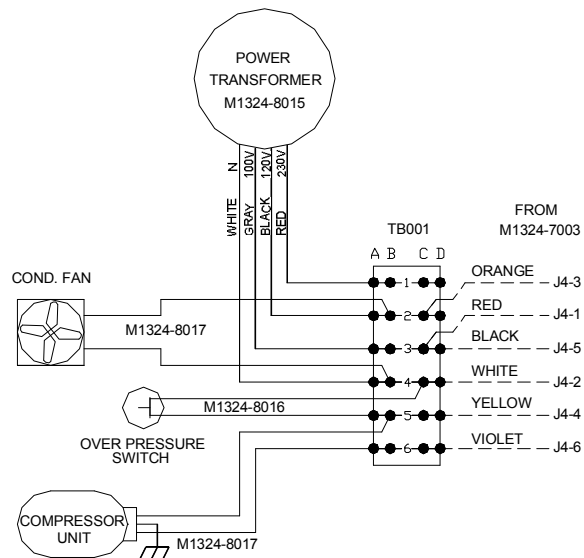 POWER
TRANSFORMER
M1324-8015
N
100V
120V
230V
WHITE
GRAY
BLACK
RED
FROM
M1324-7003
TB001
A B C D
COND. FAN
M1324-8017
1
ORANGE
J4-3
2
RED
J4-1
3
BLACK
J4-5
4
WHITE
J4-2
M1324-8016
5
YELLOW
J4-4
OVER PRESSURE
SWITCH
6
VIOLET
J4-6
COMPRESSOR
UNIT
M1324-8017